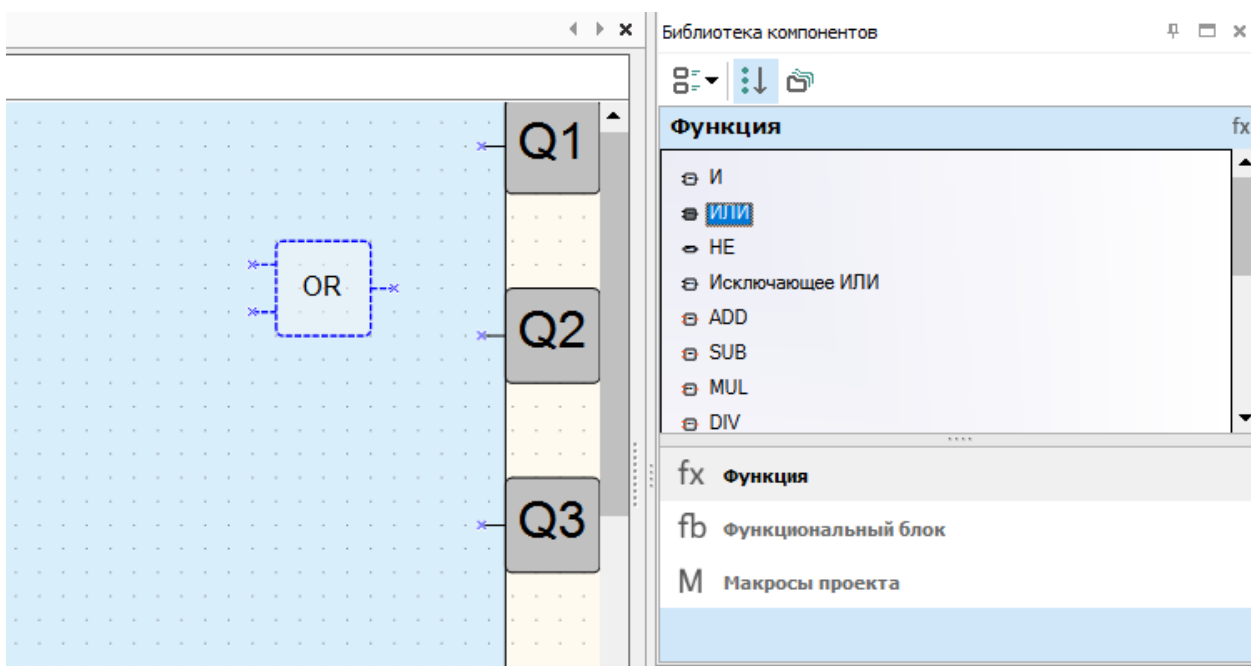 Библиотека компонентов
Функция
fx
И
ИЛИ
НЕ
Исключающее ИЛИ
ADD
SUB
MUL
DIV
fx Функция
fb Функциональный блок
M Макросы проекта
Q1
OR
Q2
Q3